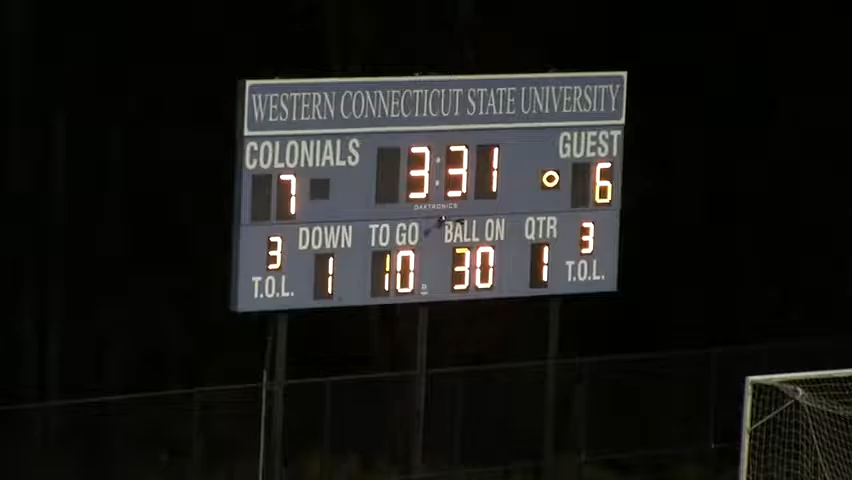 WESTERN CONNECTICUT STATE UNIVERSITY
COLONIALS 3:31 GUEST
7 6
DAKTRONICS
3 DOWN TO GO BALL ON QTR 3
T.O.L. 1 10 30 1 T.O.L.